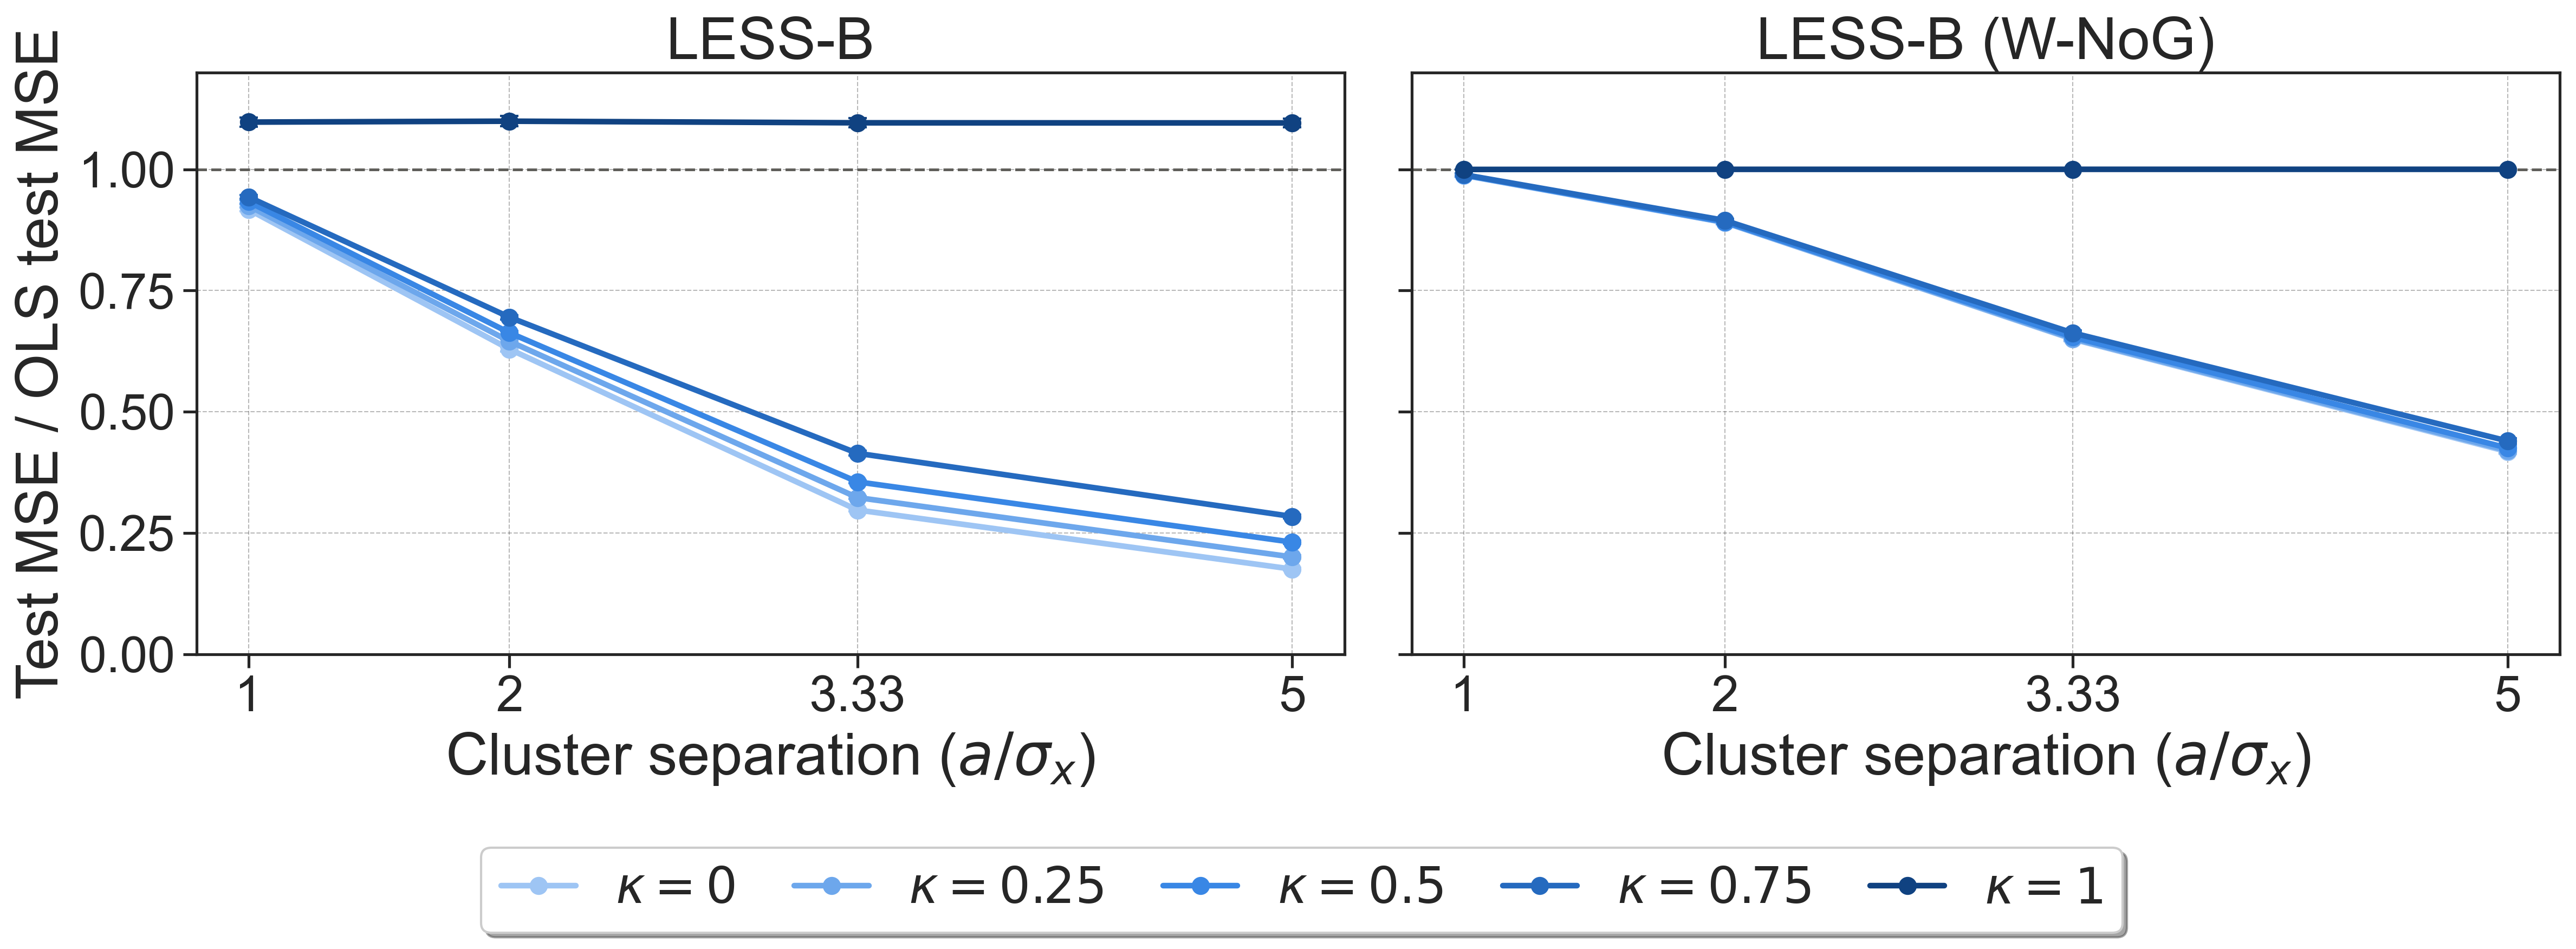 LESS-B
LESS-B (W-NoG)
Test MSE / OLS test MSE
1.00
0.75
0.50
0.25
0.00
1 2 3.33 5
1 2 3.33 5
Cluster separation (a/σₓ)
Cluster separation (a/σₓ)
κ = 0 κ = 0.25 κ = 0.5 κ = 0.75 κ = 1